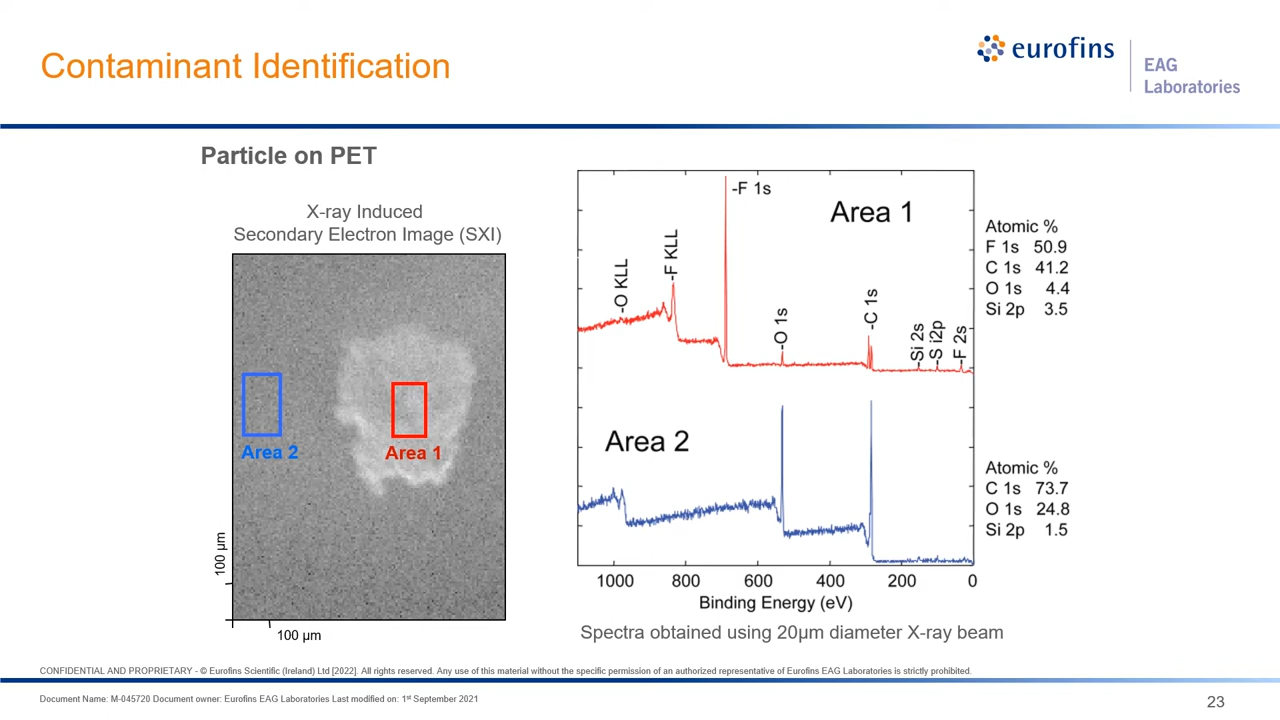 Contaminant Identification
eurofins
EAG
Laboratories
Particle on PET
X-ray Induced
Secondary Electron Image (SXI)
Area 2
Area 1
100 µm
100 µm
-O KLL
-F KLL
-F 1s
Area 1
-O 1s
-C 1s
-Si 2s
-S i2p
-F 2s
Atomic %
F 1s 50.9
C 1s 41.2
O 1s 4.4
Si 2p 3.5
Area 2
Atomic %
C 1s 73.7
O 1s 24.8
Si 2p 1.5
1000 800 600 400 200 0
Binding Energy (eV)
Spectra obtained using 20µm diameter X-ray beam
CONFIDENTIAL AND PROPRIETARY - © Eurofins Scientific (Ireland) Ltd [2022]. All rights reserved. Any use of this material without the specific permission of an authorized representative of Eurofins EAG Laboratories is strictly prohibited.
Document Name: M-045720 Document owner: Eurofins EAG Laboratories Last modified on: 1st September 2021
23